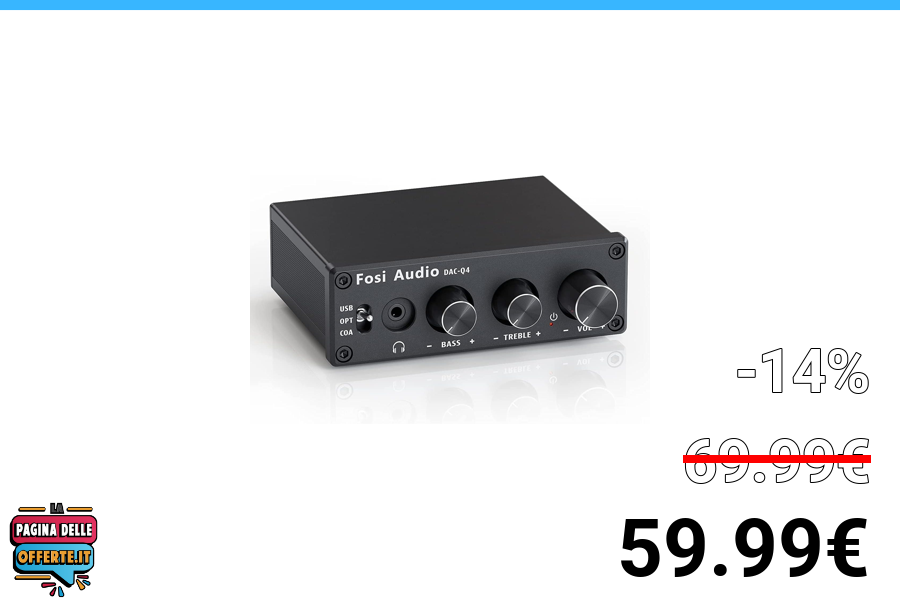 Fosi Audio DAC-Q4
USB
OPT
COA
- BASS +
- TREBLE +
- VOL +
-14%
69.99€
59.99€
LA
PAGINA DELLE
OFFERTE.IT